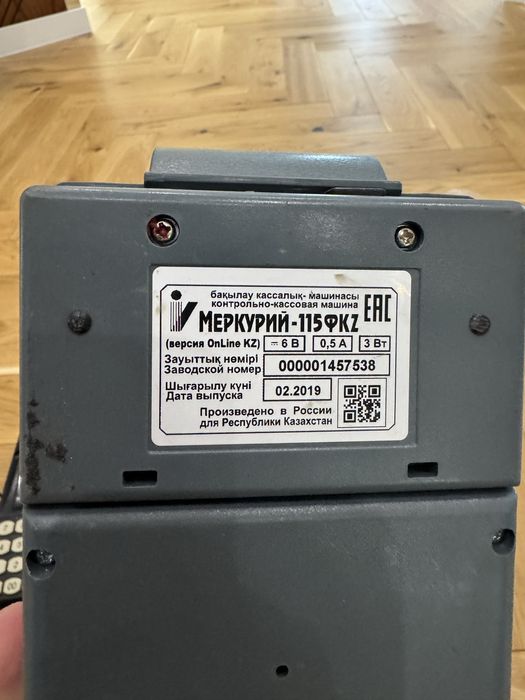 бақылау кассалық- машинасы
контрольно-кассовая машина
EAC
МЕРКУРИЙ-115ФKZ
(версия OnLine KZ) ⎓ 6 В 0,5 А 3 Вт
Зауыттық нөмірі
Заводской номер 000001457538
Шығарылу күні
Дата выпуска 02.2019
Произведено в России
для Республики Казахстан